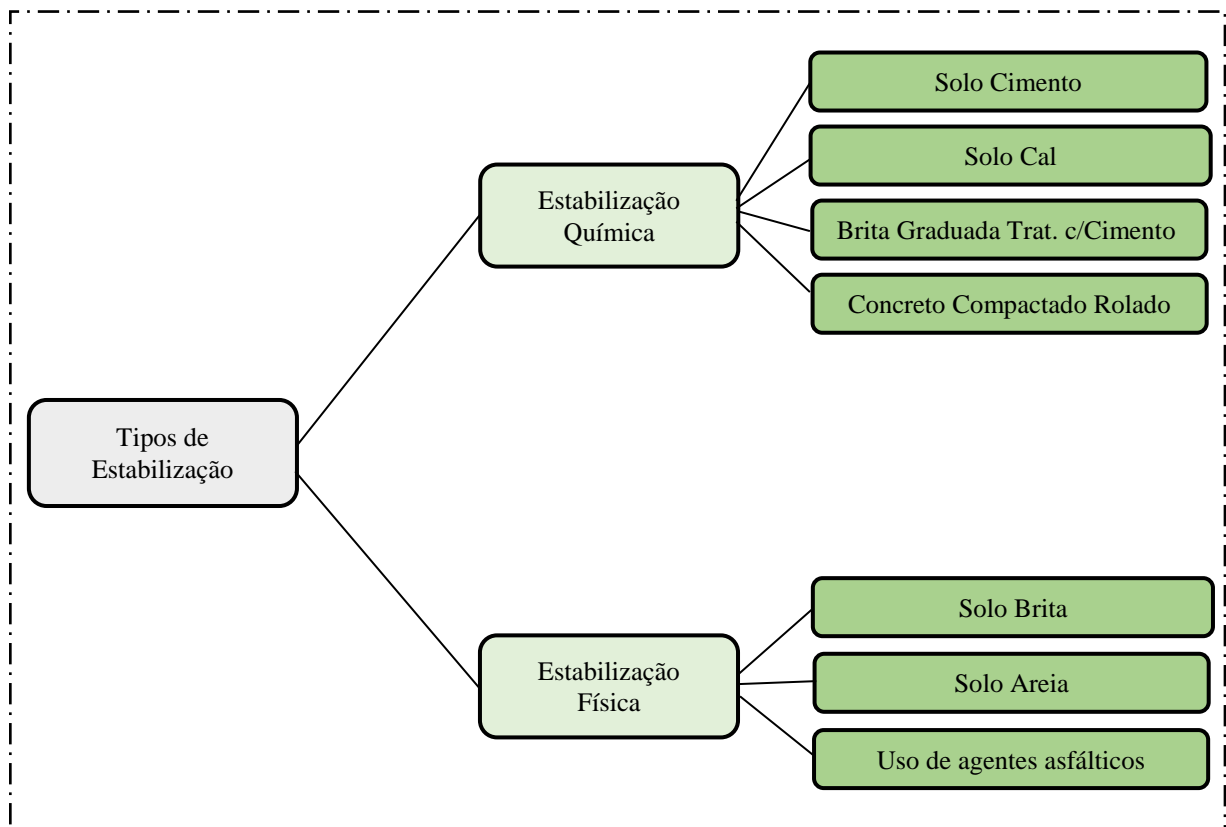 Tipos de
Estabilização
Estabilização
Química
Solo Cimento
Solo Cal
Brita Graduada Trat. c/Cimento
Concreto Compactado Rolado
Estabilização
Física
Solo Brita
Solo Areia
Uso de agentes asfálticos